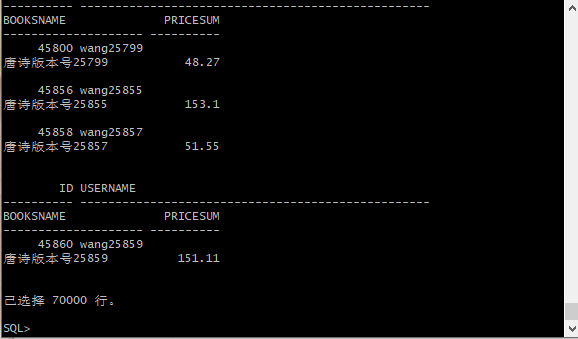 ---------- --------------------------------------------------
BOOKSNAME              PRICESUM
-------------------- ----------
     45800 wang25799
唐诗版本号25799           48.27
     45856 wang25855
唐诗版本号25855           153.1
     45858 wang25857
唐诗版本号25857           51.55
        ID USERNAME
---------- --------------------------------------------------
BOOKSNAME              PRICESUM
-------------------- ----------
     45860 wang25859
唐诗版本号25859          151.11
已选择 70000 行。
SQL>